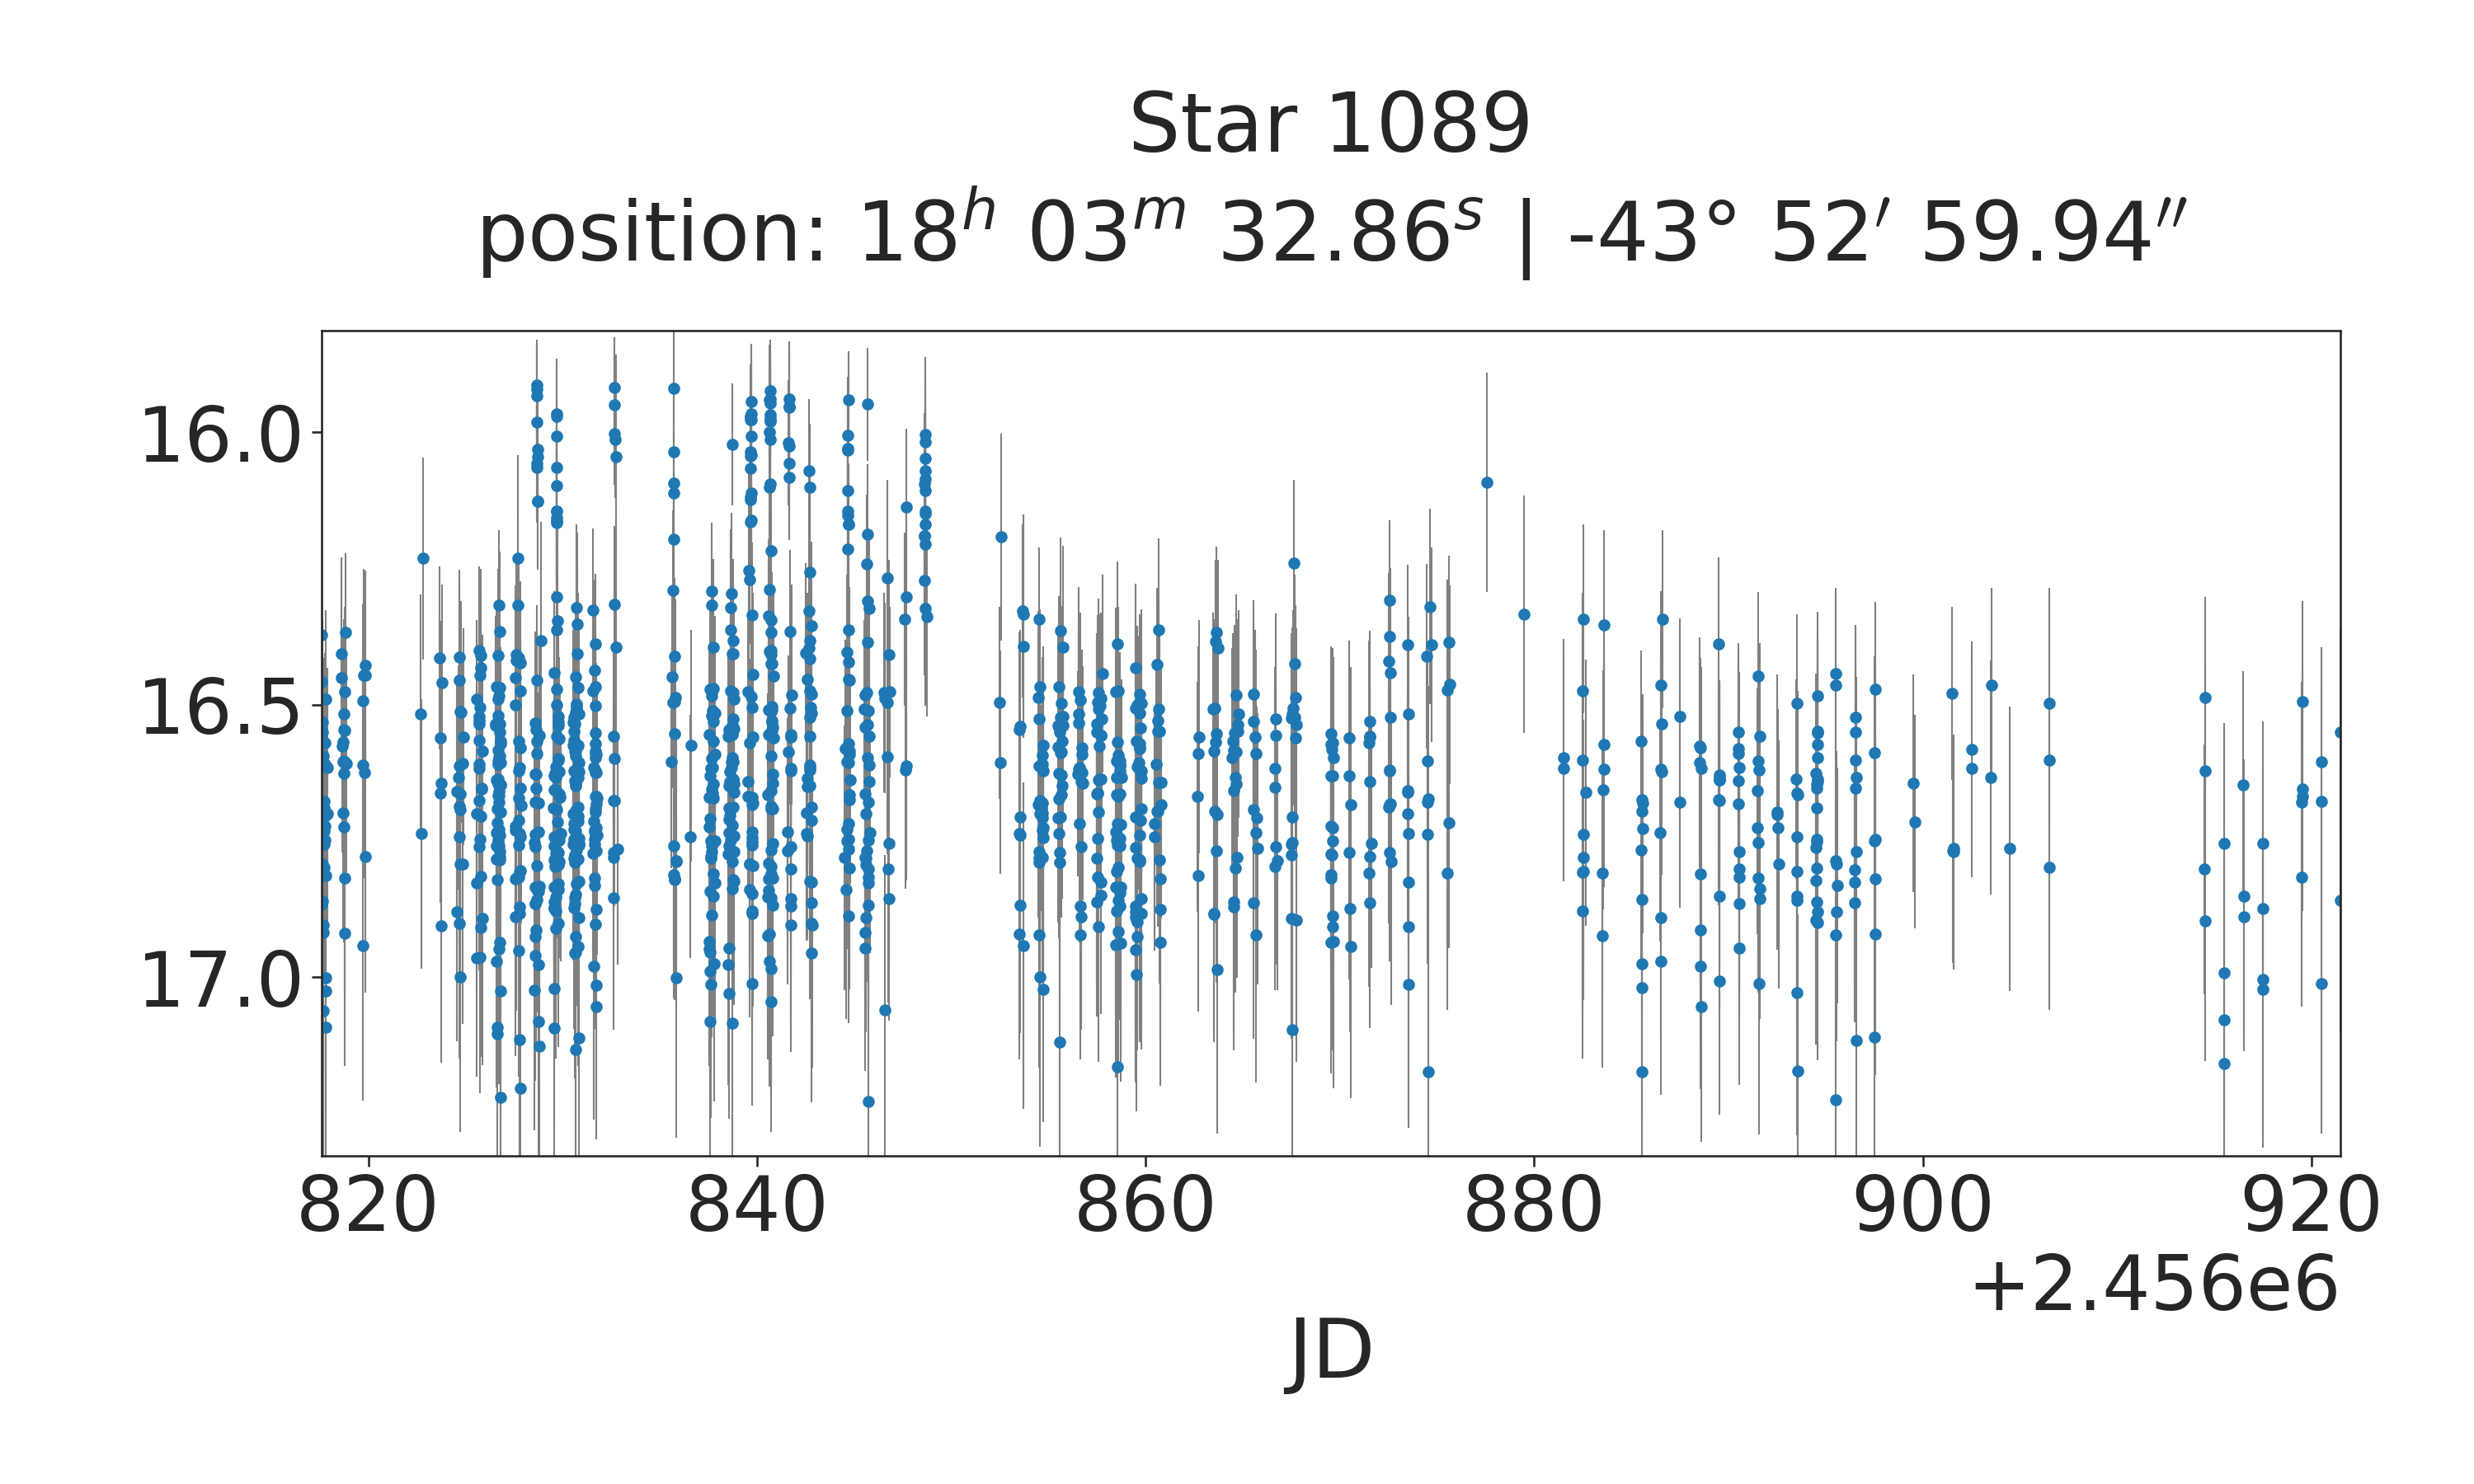 Star 1089
position: 18h 03m 32.86s | -43° 52′ 59.94′′
16.0
16.5
17.0
820 840 860 880 900 920
+2.456e6
JD